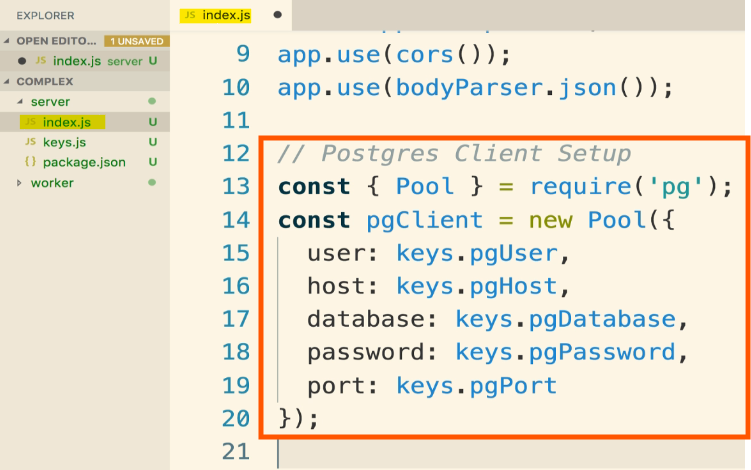 EXPLORER
OPEN EDITO... 1 UNSAVED
JS index.js server U
COMPLEX
server
JS index.js U
JS keys.js U
{} package.json U
worker
JS index.js
9 app.use(cors());
10 app.use(bodyParser.json());
11
12 // Postgres Client Setup
13 const { Pool } = require('pg');
14 const pgClient = new Pool({
15 user: keys.pgUser,
16 host: keys.pgHost,
17 database: keys.pgDatabase,
18 password: keys.pgPassword,
19 port: keys.pgPort
20 });
21